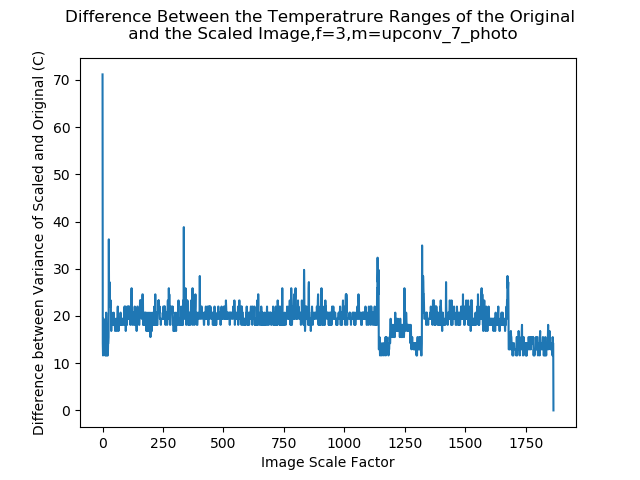 Difference Between the Temperatrure Ranges of the Original
and the Scaled Image,f=3,m=upconv_7_photo
Difference between Variance of Scaled and Original (C)
70
60
50
40
30
20
10
0
0 250 500 750 1000 1250 1500 1750
Image Scale Factor